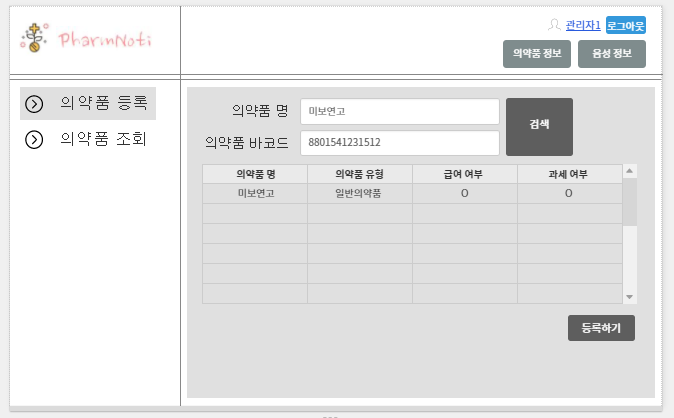 PharmNoti
관리자1 로그아웃
의약품 정보 음성 정보
의약품 등록
의약품 조회
의약품 명 미보연고
검색
의약품 바코드 8801541231512
의약품 명 의약품 유형 급여 여부 과세 여부
미보연고 일반의약품 O O
등록하기